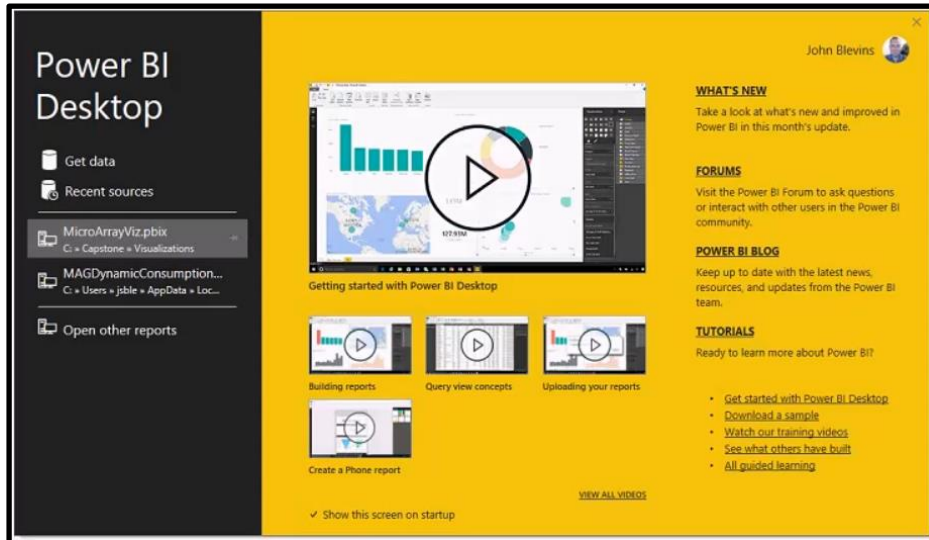 Power BI
Desktop
Get data
Recent sources
MicroArrayViz.pbix
C: » Capstone » Visualizations
MAGDynamicConsumption...
C: » Users » jsble » AppData » Loc...
Open other reports
127.93M
Getting started with Power BI Desktop
Building reports
Query view concepts
Uploading your reports
Create a Phone report
VIEW ALL VIDEOS
✓ Show this screen on startup
John Blevins
WHAT'S NEW
Take a look at what's new and improved in
Power BI in this month's update.
FORUMS
Visit the Power BI Forum to ask questions
or interact with other users in the Power BI
community.
POWER BI BLOG
Keep up to date with the latest news,
resources, and updates from the Power BI
team.
TUTORIALS
Ready to learn more about Power BI?
• Get started with Power BI Desktop
• Download a sample
• Watch our training videos
• See what others have built
• All guided learning